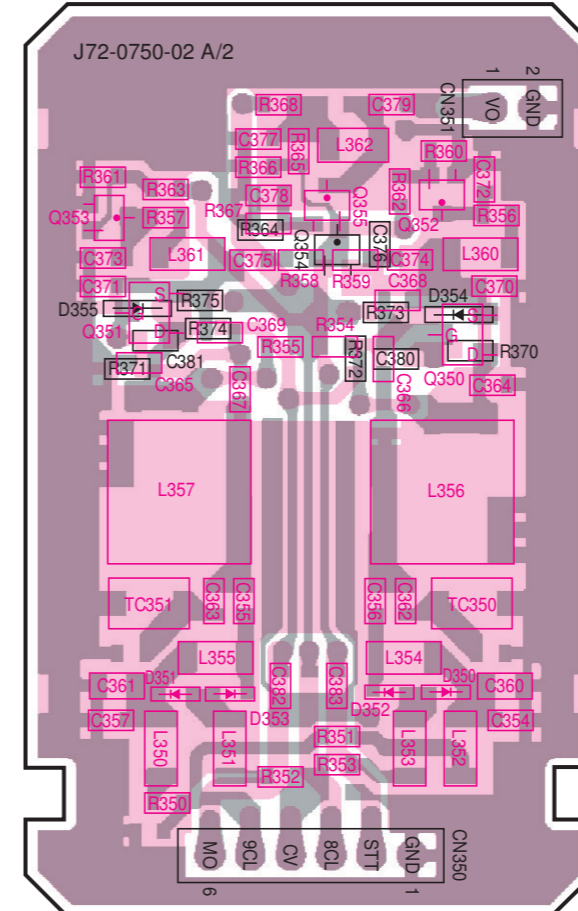 J72-0750-02 A/2
1
2
VO
GND
CN351
R368
C379
C377
R365
L362
R360
R366
R361
R363
C378
R362
C372
R367
Q355
Q353
R357
R364
Q352
R356
C373
L361
C375
Q354
C376
C374
L360
R358
R359
C371
S
R375
C368
C370
D355
G
R373
D354
S
Q351
D
R374
C369
R354
G
C381
R355
R372
C380
D
R370
R371
C365
C367
C366
Q350
C364
L357
L356
TC351
C363
C355
C356
C362
TC350
L355
L354
D351
D350
C361
C382
C383
C360
D353
D352
C357
C354
L350
L351
R351
L353
L352
R353
R352
R350
MO
9CL
CV
8CL
STT
GND
CN350
6
1